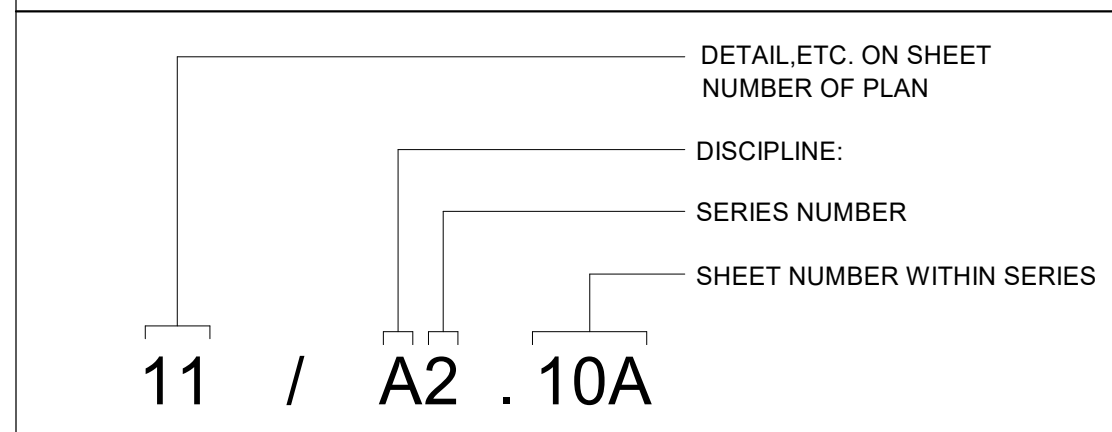 DETAIL,ETC. ON SHEET
NUMBER OF PLAN
DISCIPLINE:
SERIES NUMBER
SHEET NUMBER WITHIN SERIES
11 / A2 . 10A